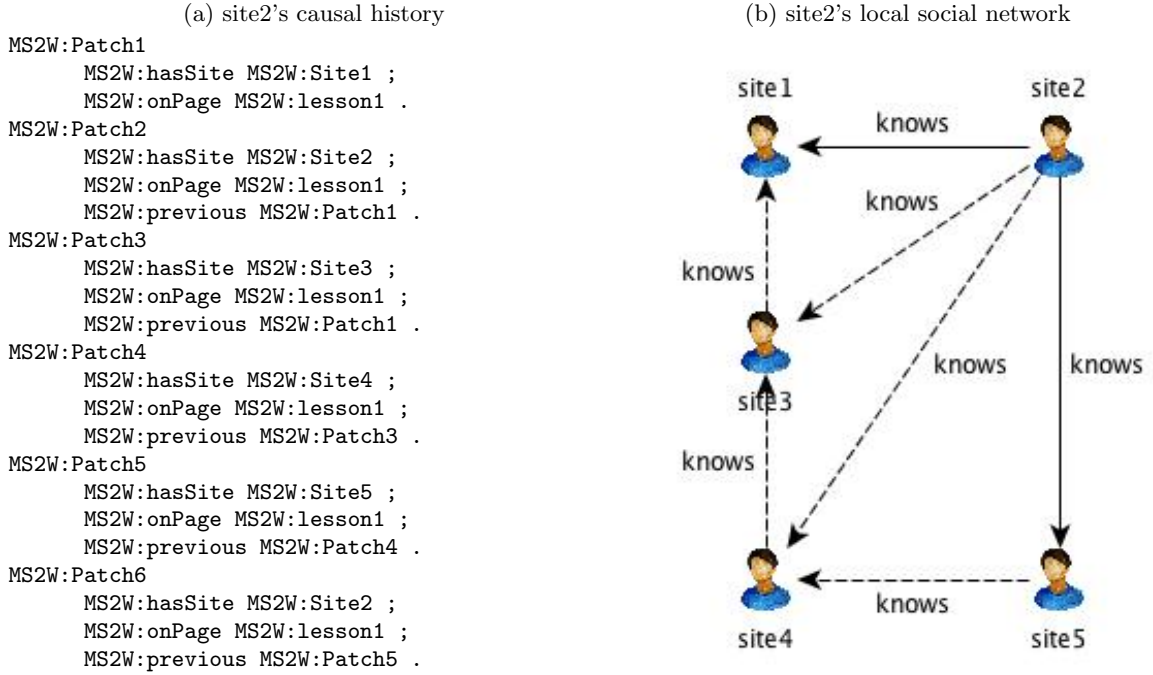 (a) site2's causal history
MS2W:Patch1
MS2W:hasSite MS2W:Site1 ;
MS2W:onPage MS2W:lesson1 .
MS2W:Patch2
MS2W:hasSite MS2W:Site2 ;
MS2W:onPage MS2W:lesson1 ;
MS2W:previous MS2W:Patch1 .
MS2W:Patch3
MS2W:hasSite MS2W:Site3 ;
MS2W:onPage MS2W:lesson1 ;
MS2W:previous MS2W:Patch1 .
MS2W:Patch4
MS2W:hasSite MS2W:Site4 ;
MS2W:onPage MS2W:lesson1 ;
MS2W:previous MS2W:Patch3 .
MS2W:Patch5
MS2W:hasSite MS2W:Site5 ;
MS2W:onPage MS2W:lesson1 ;
MS2W:previous MS2W:Patch4 .
MS2W:Patch6
MS2W:hasSite MS2W:Site2 ;
MS2W:onPage MS2W:lesson1 ;
MS2W:previous MS2W:Patch5 .
(b) site2's local social network
site1
site2
knows
knows
knows
site3
knows
knows
knows
knows
site4
site5